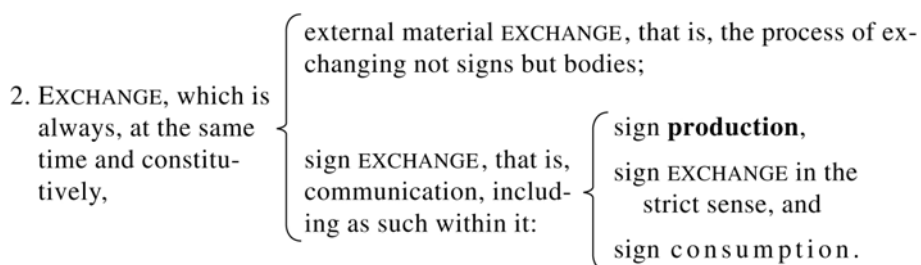 2. EXCHANGE, which is
always, at the same
time and constitu-
tively,
external material EXCHANGE, that is, the process of ex-
changing not signs but bodies;
sign EXCHANGE, that is,
communication, includ-
ing as such within it:
sign production,
sign EXCHANGE in the
strict sense, and
sign consumption.